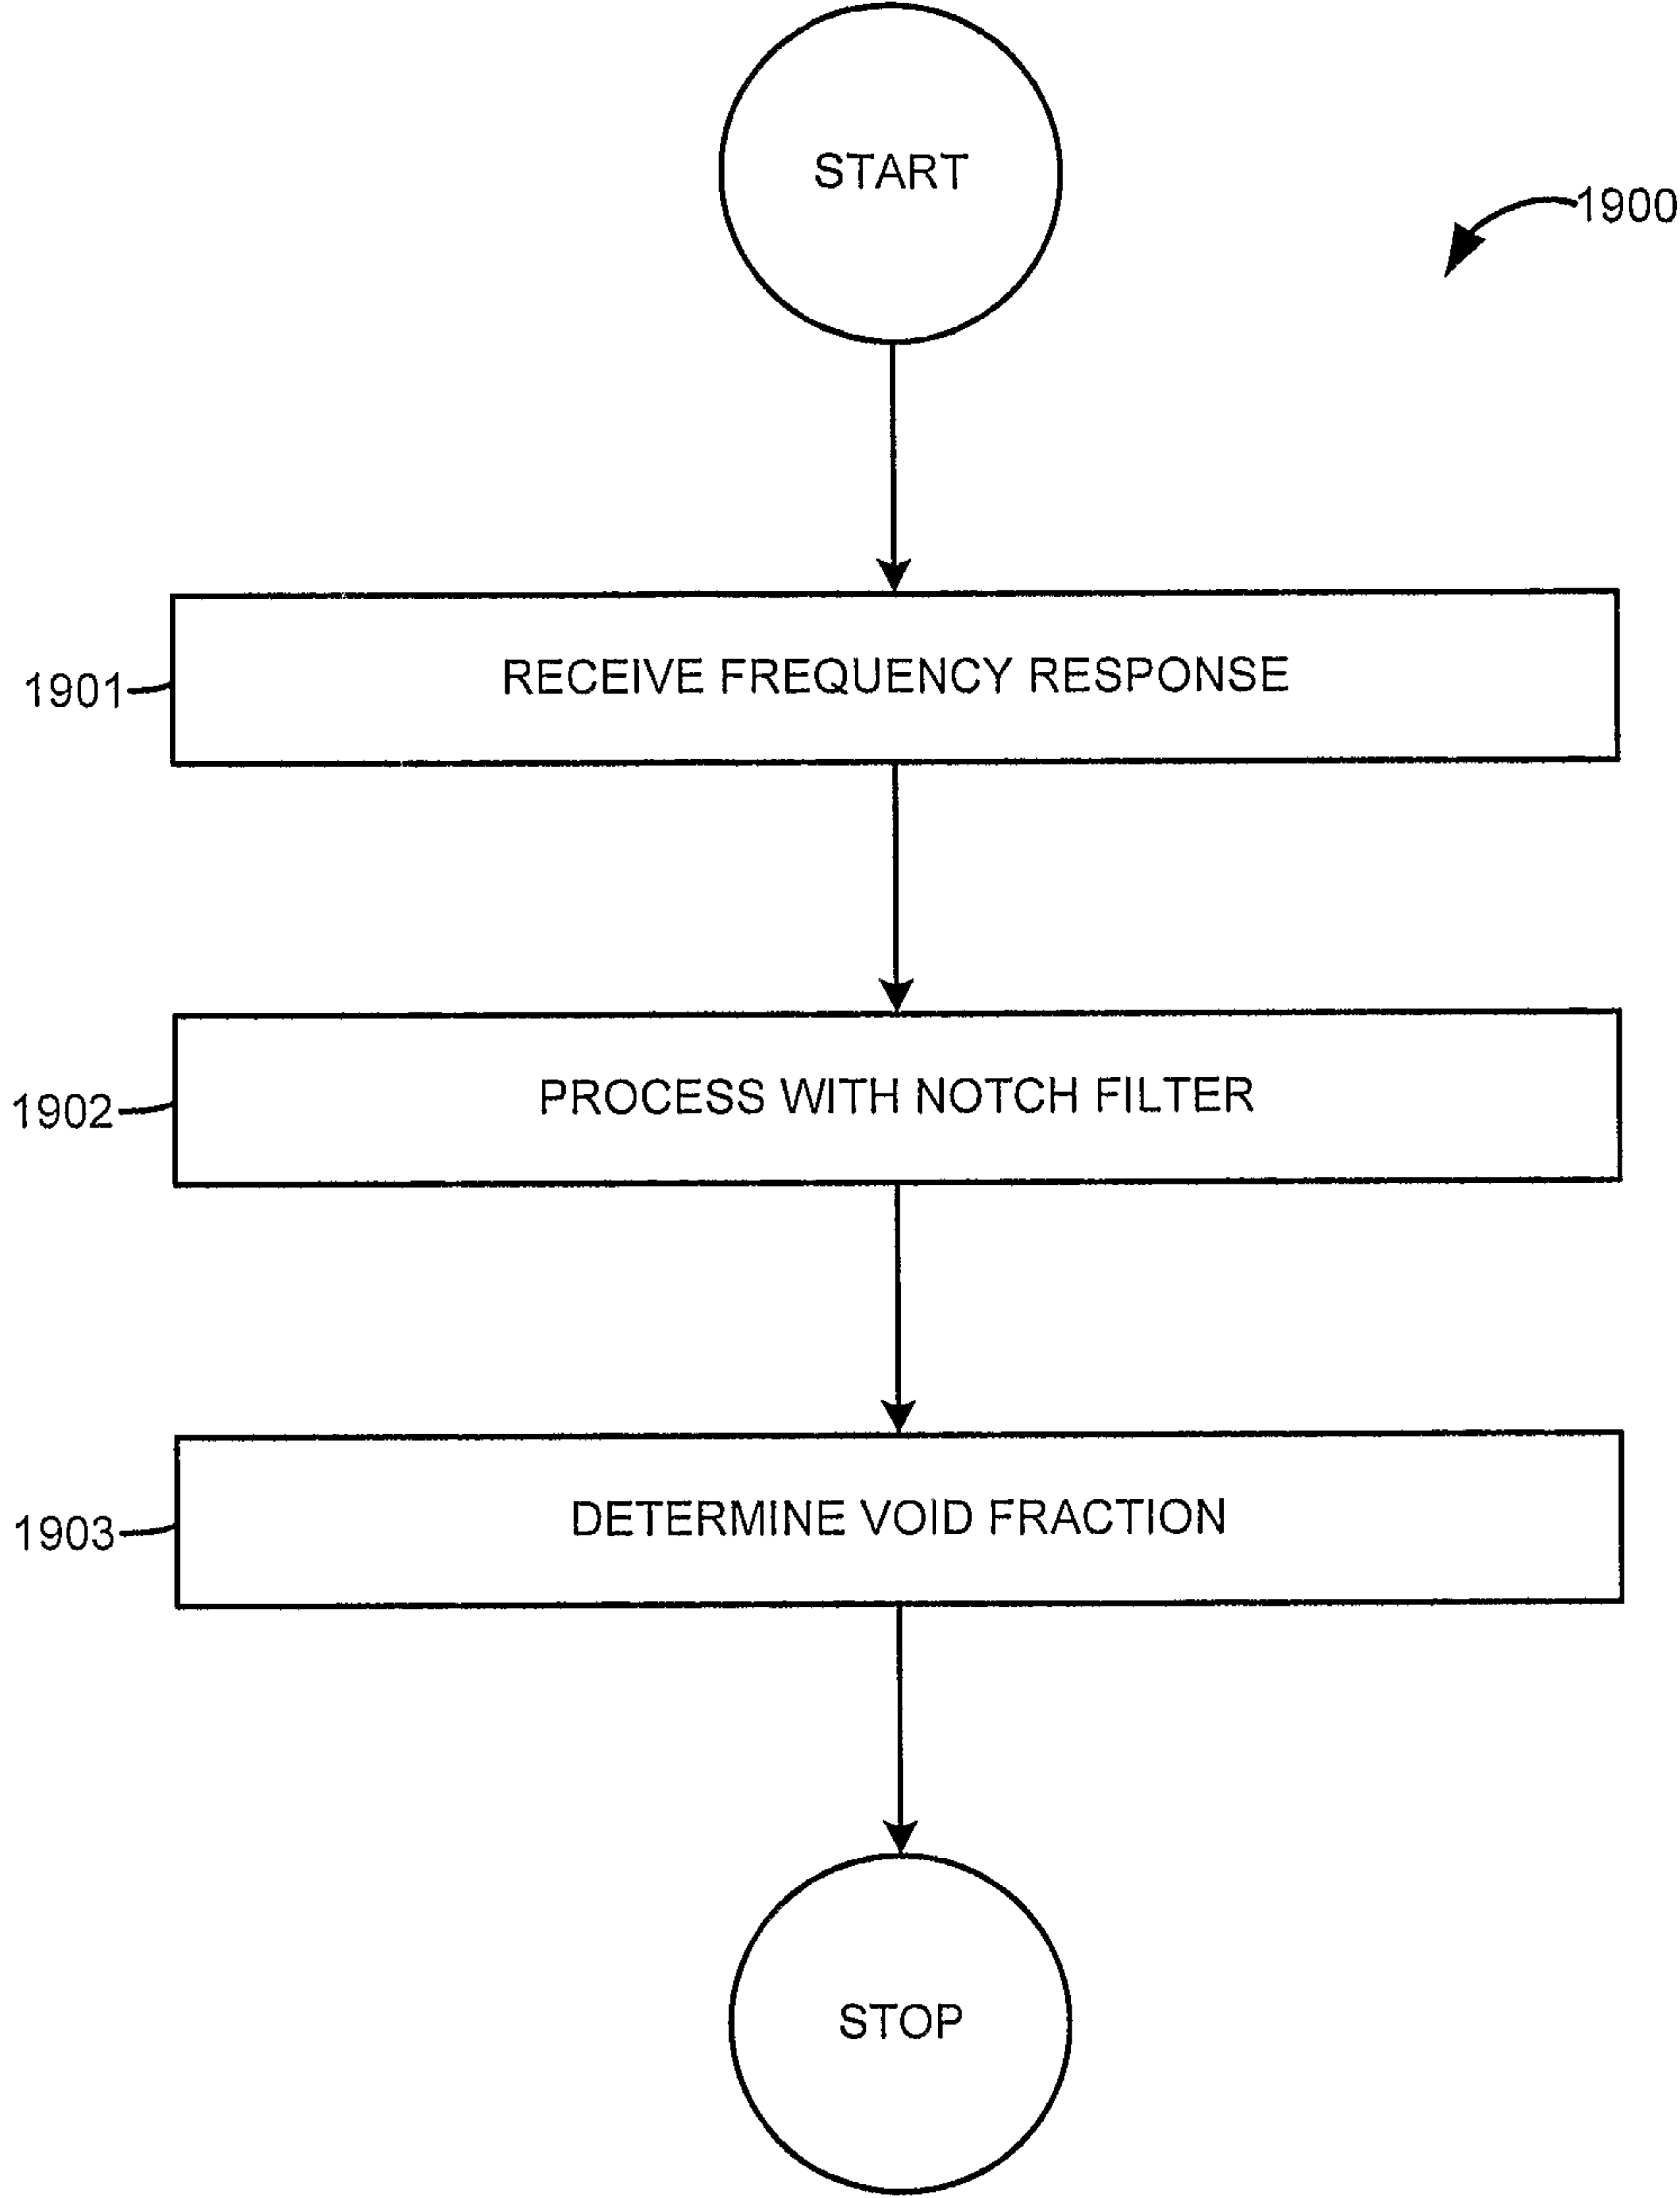 START
1900
RECEIVE FREQUENCY RESPONSE
1901
PROCESS WITH NOTCH FILTER
1902
DETERMINE VOID FRACTION
1903
STOP